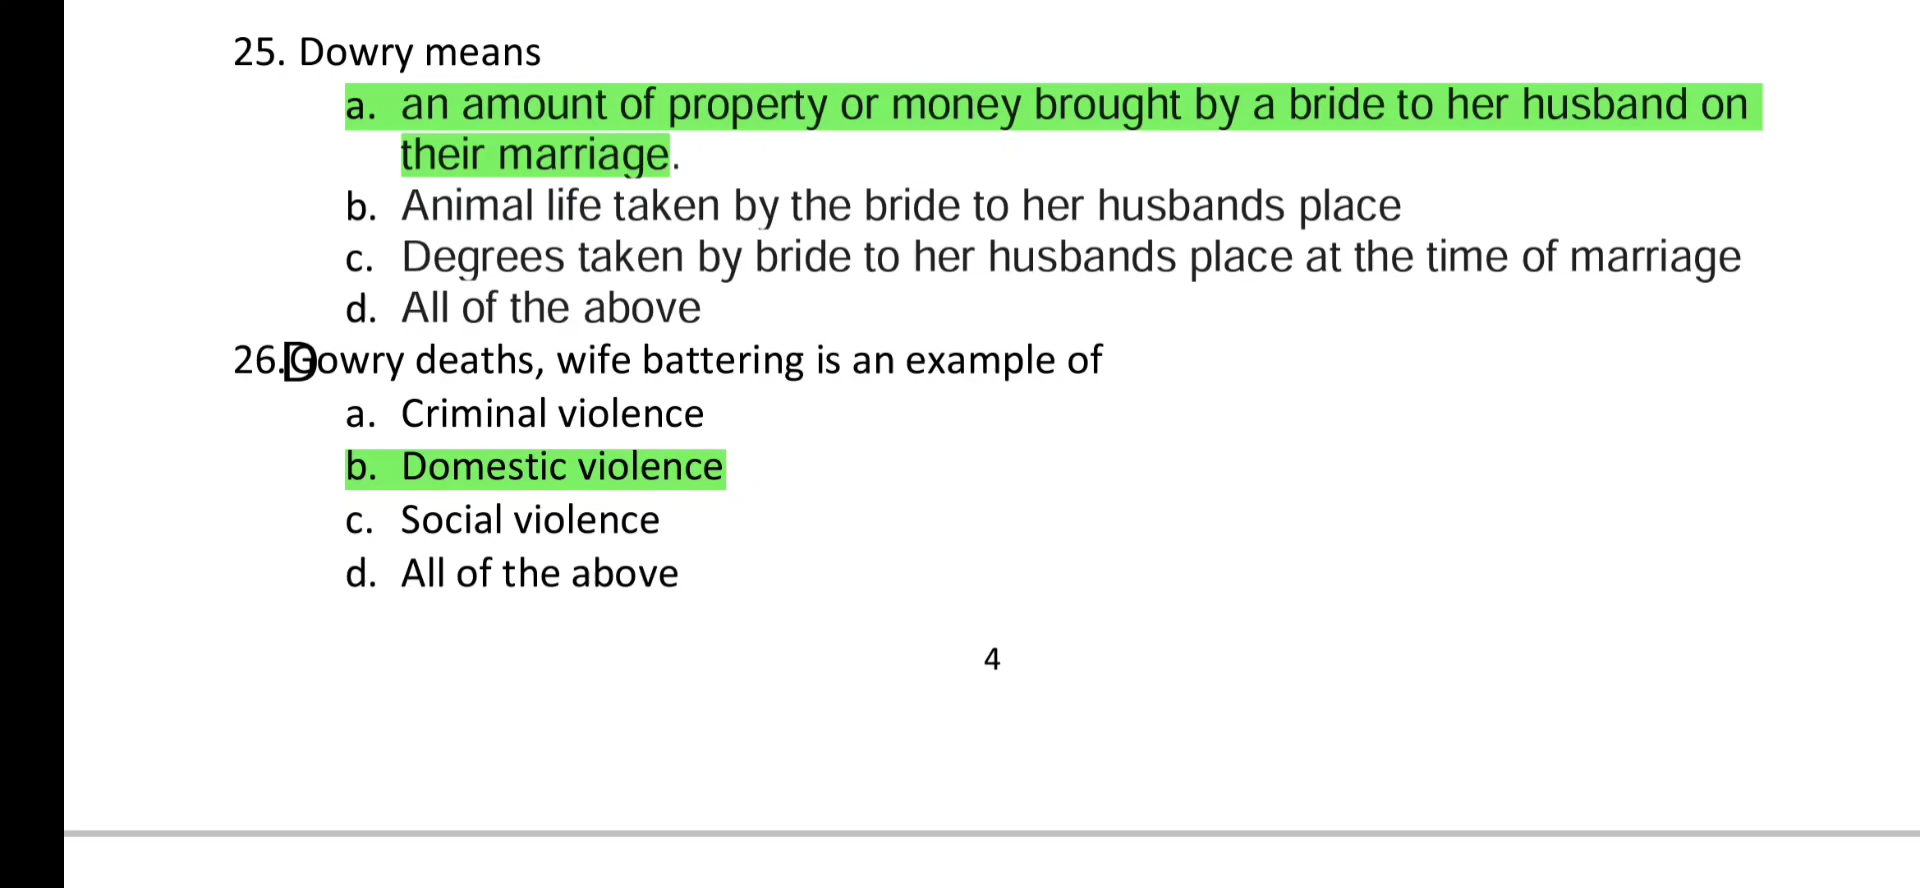 25. Dowry means
a. an amount of property or money brought by a bride to her husband on
their marriage.
b. Animal life taken by the bride to her husbands place
c. Degrees taken by bride to her husbands place at the time of marriage
d. All of the above
26.Dowry deaths, wife battering is an example of
a. Criminal violence
b. Domestic violence
c. Social violence
d. All of the above
4